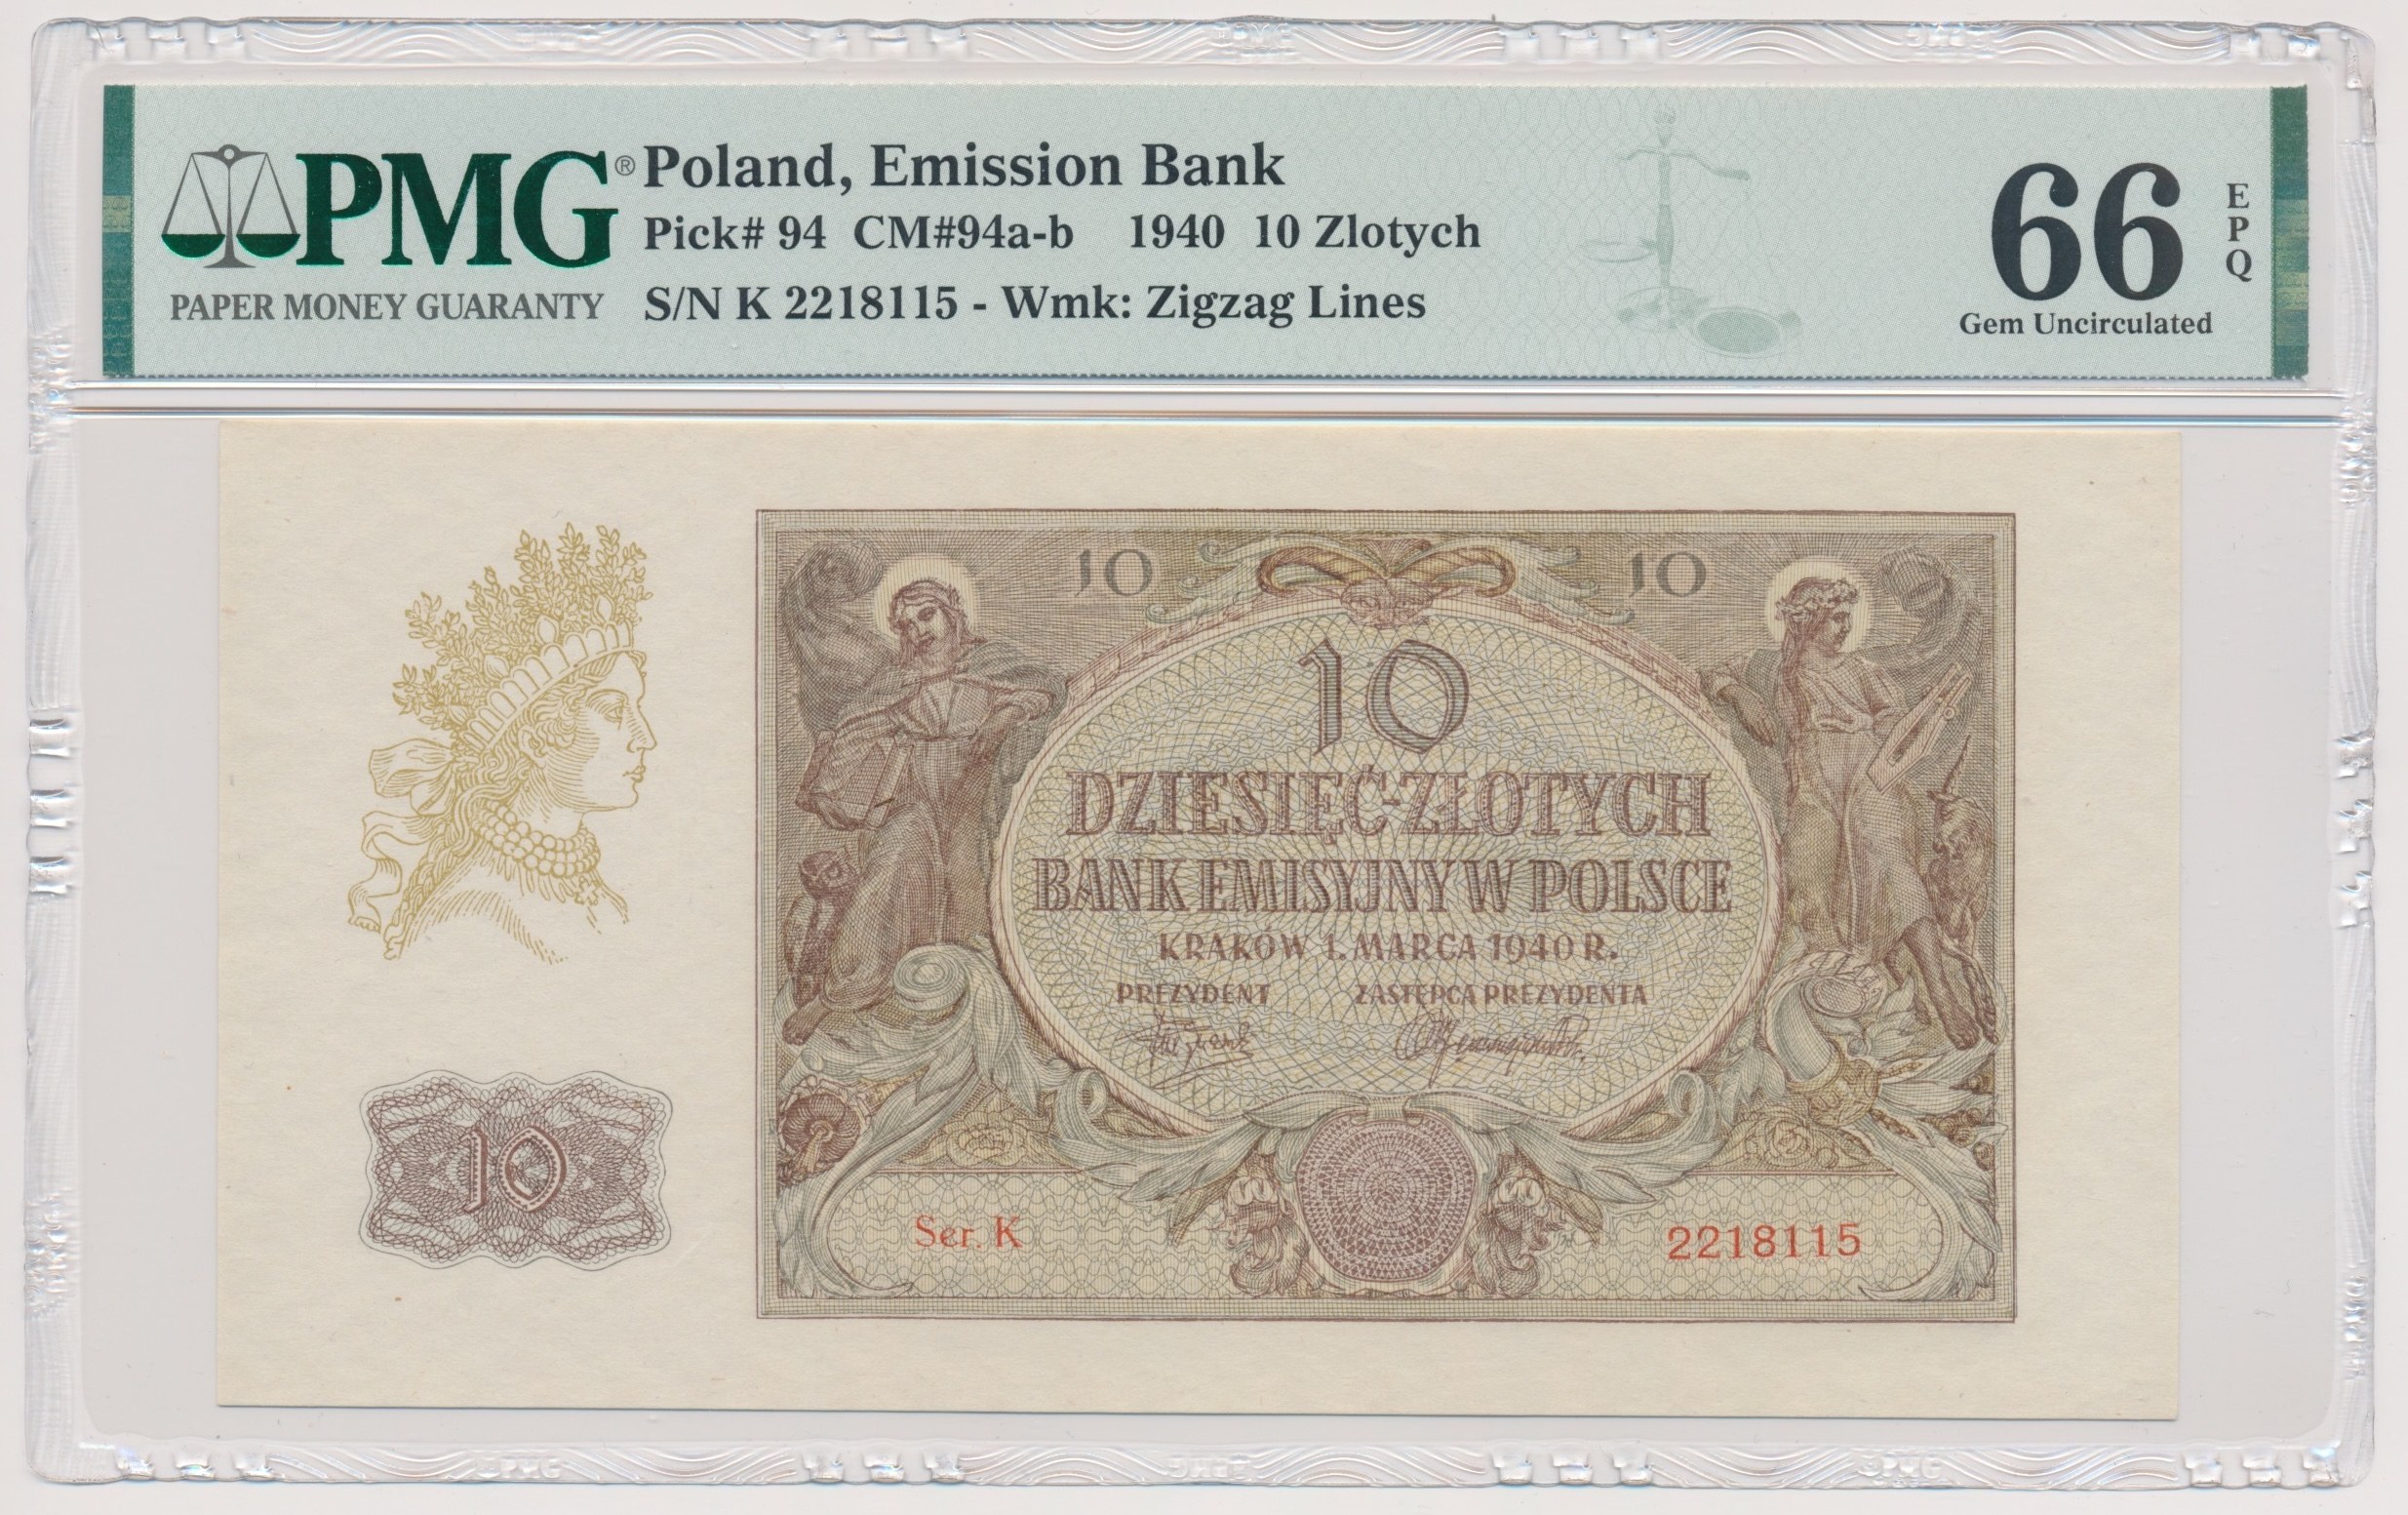 PMG®
PAPER MONEY GUARANTY
Poland, Emission Bank
Pick# 94 CM#94a-b 1940 10 Zlotych
S/N K 2218115 - Wmk: Zigzag Lines
66
EPQ
Gem Uncirculated
10 10
10
DZIESIĘĆ-ZŁOTYCH
BANK EMISYJNY W POLSCE
KRAKÓW 1. MARCA 1940 R.
PREZYDENT ZASTĘPCA PREZYDENTA
10
Ser. K 2218115